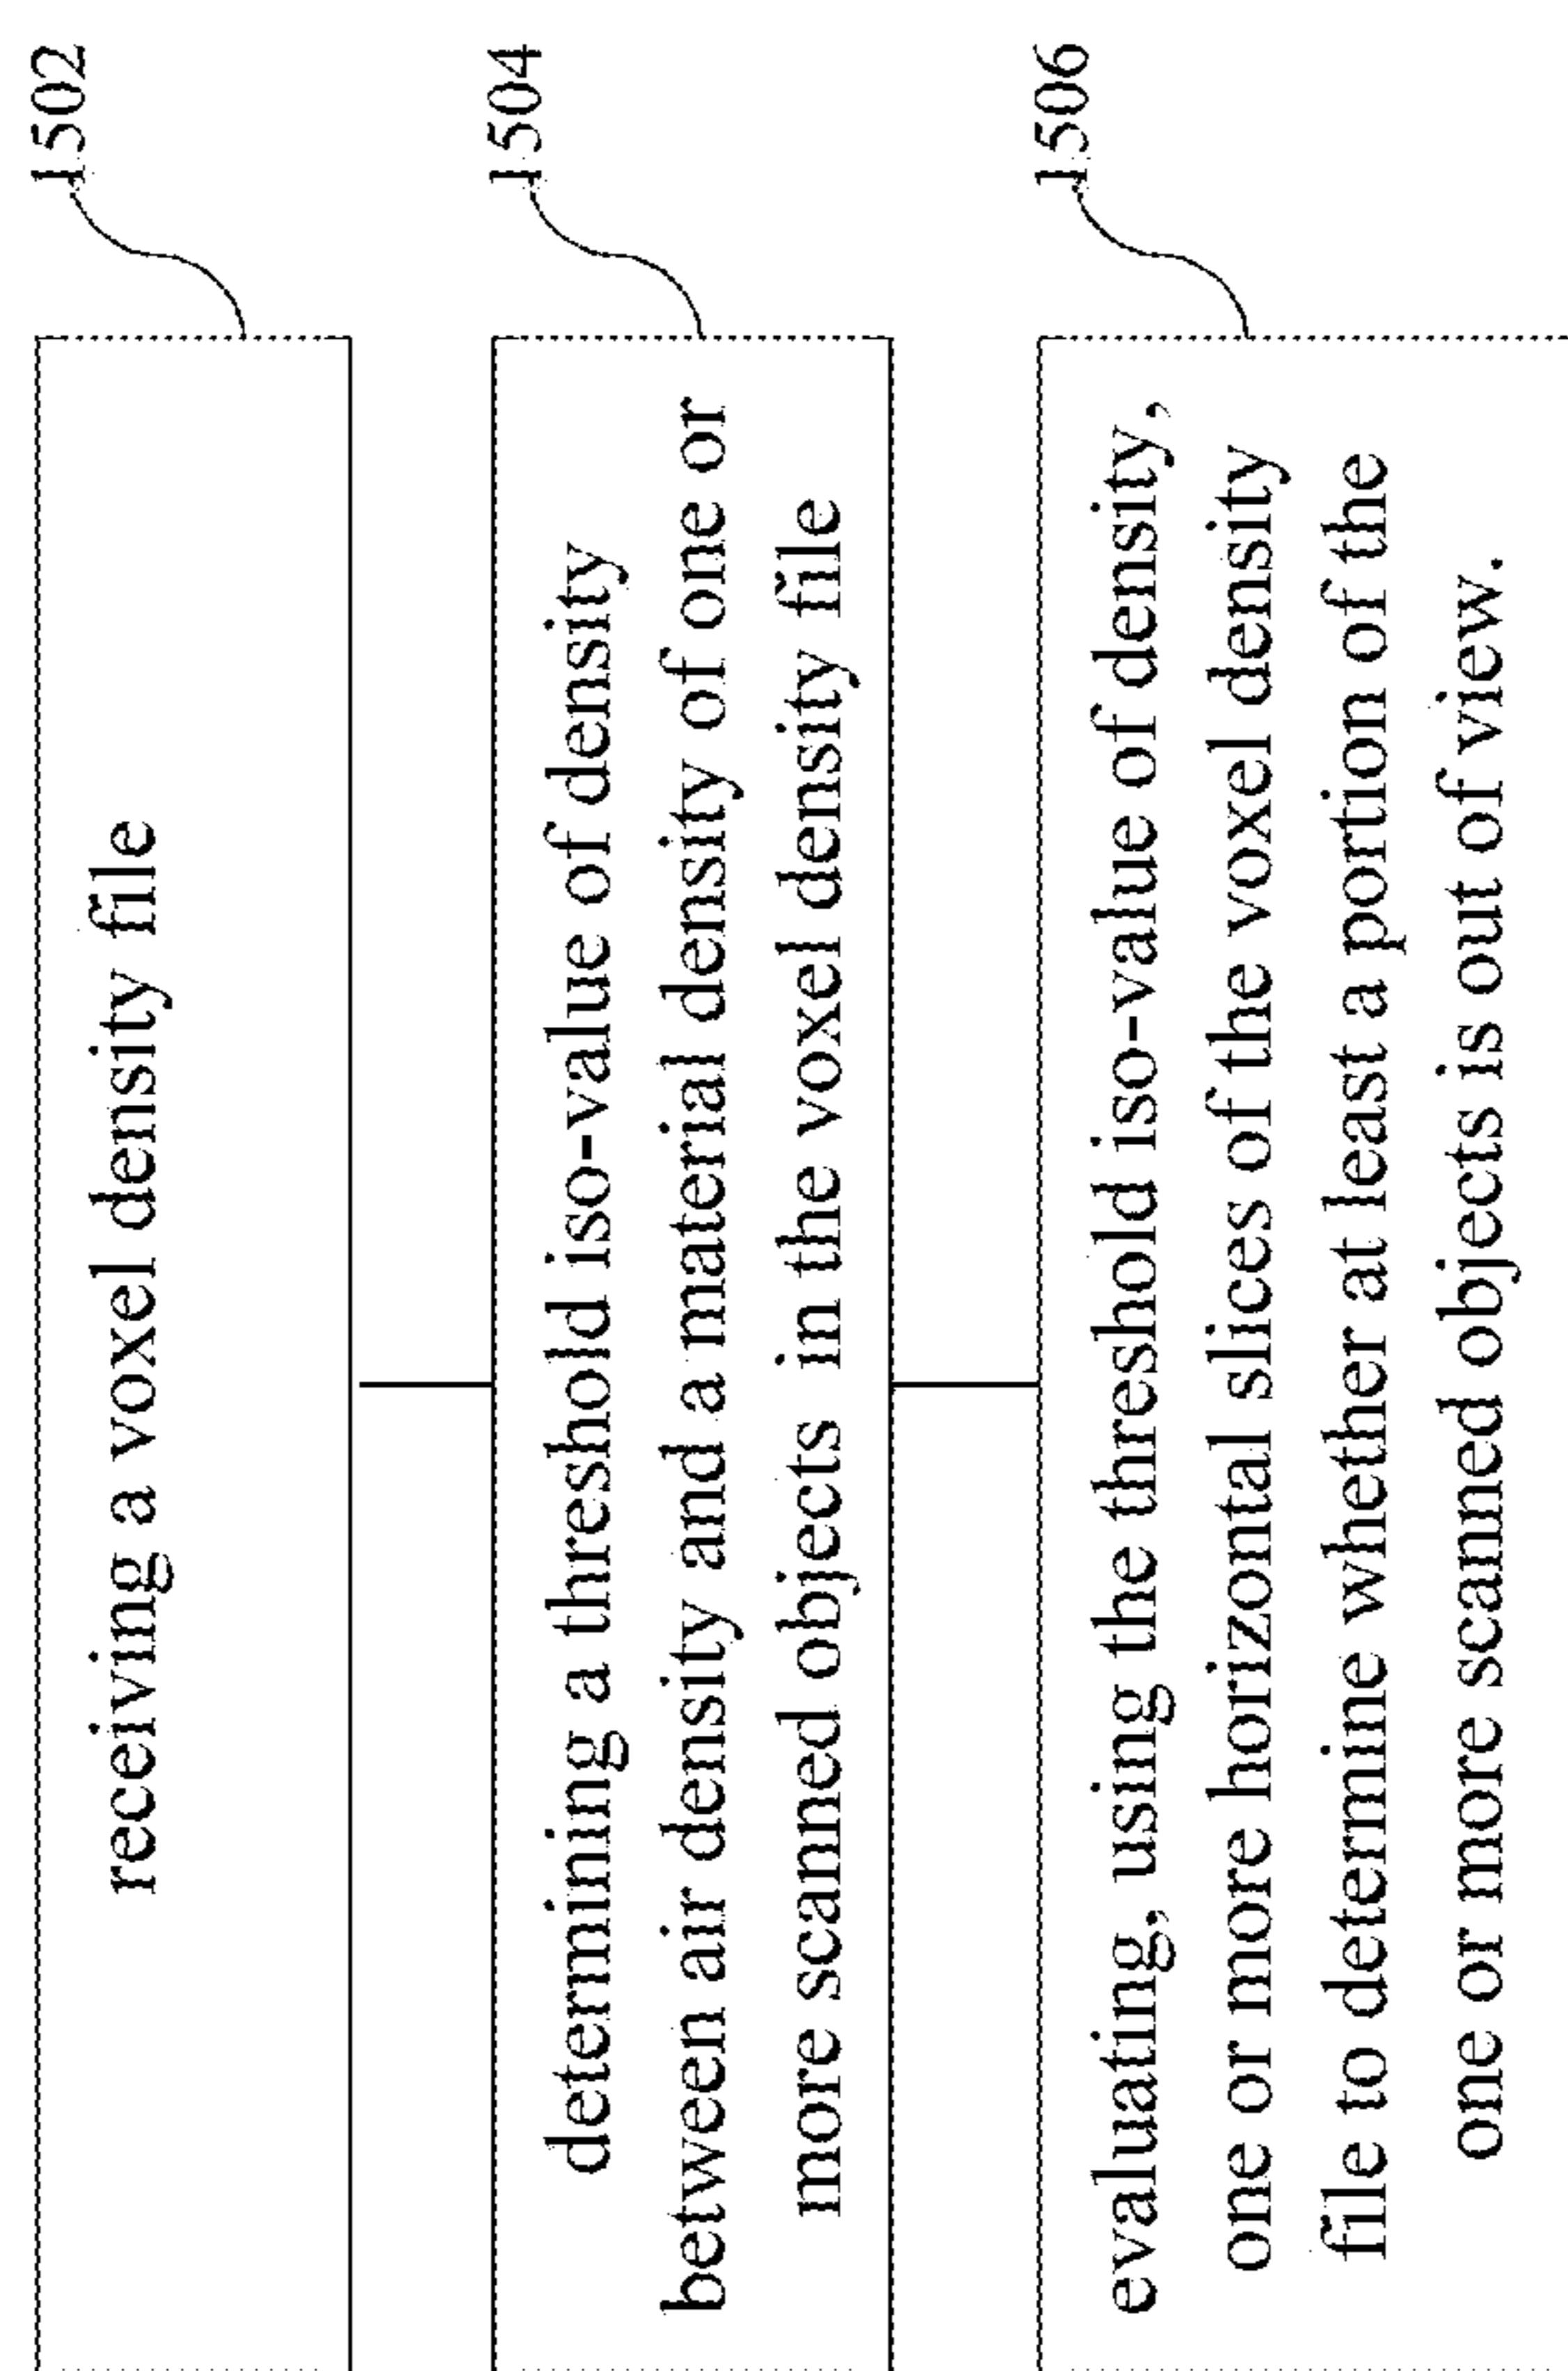 1502
receiving a voxel density file
1504
determining a threshold iso-value of density
between air density and a material density of one or
more scanned objects in the voxel density file
1506
evaluating, using the threshold iso-value of density,
one or more horizontal slices of the voxel density
file to determine whether at least a portion of the
one or more scanned objects is out of view.